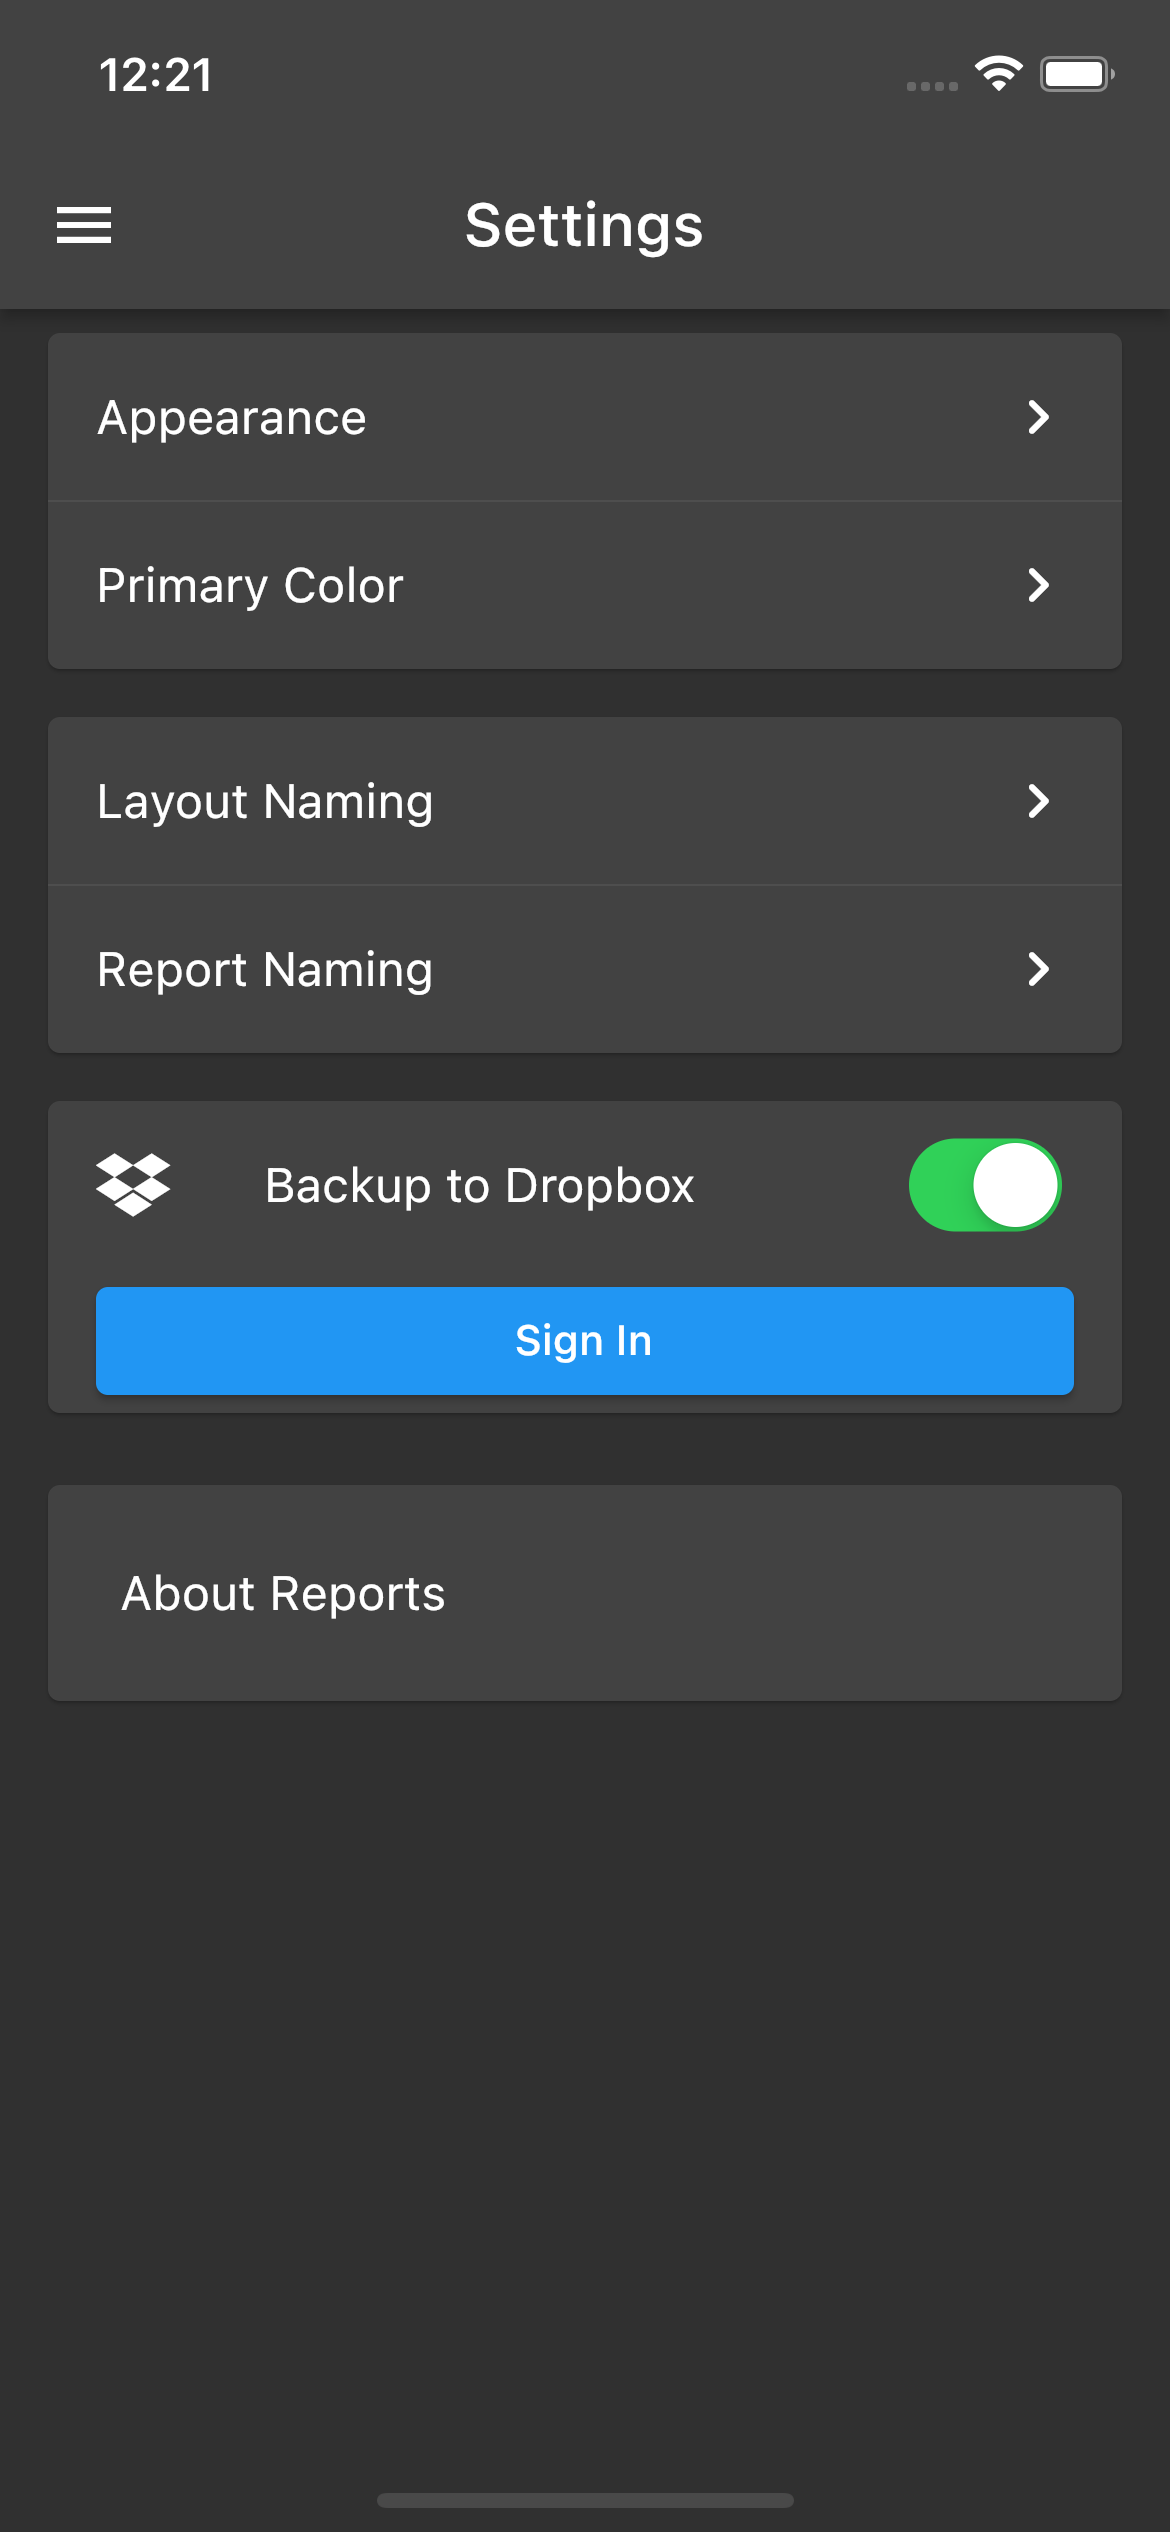 12:21
Settings
Appearance
Primary Color
Layout Naming
Report Naming
Backup to Dropbox
Sign In
About Reports